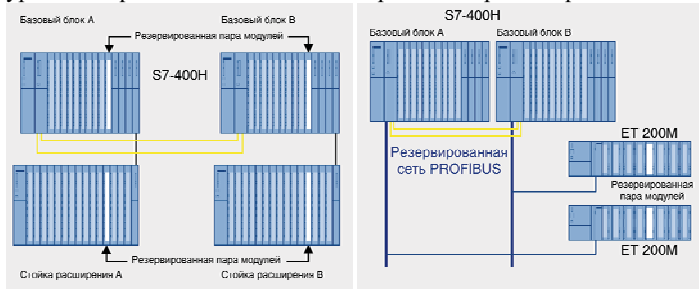 Базовый блок А
Базовый блок В
Резервированная пара модулей
S7-400H
Резервированная пара модулей
Стойка расширения А
Стойка расширения В
S7-400H
Базовый блок А
Базовый блок В
ET 200M
Резервированная
сеть PROFIBUS
Резервированная
пара модулей
ET 200M